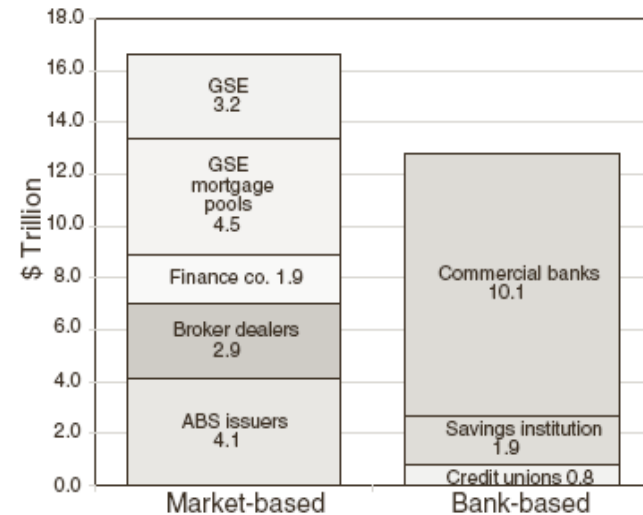 18.0
16.0
14.0
12.0
10.0
8.0
6.0
4.0
2.0
0.0
$ Trillion
GSE
3.2
GSE
mortgage
pools
4.5
Finance co. 1.9
Broker dealers
2.9
ABS issuers
4.1
Commercial banks
10.1
Savings institution
1.9
Credit unions 0.8
Market-based
Bank-based